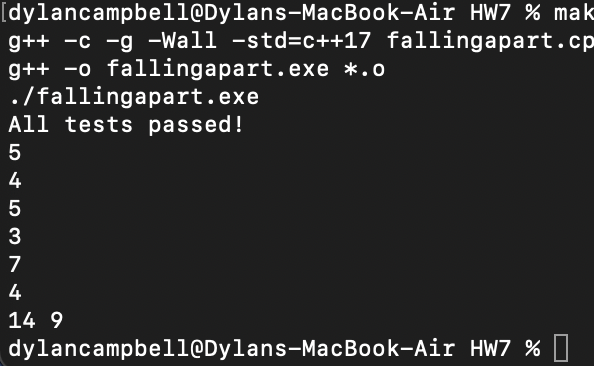 [dylancampbell@Dylans-MacBook-Air HW7 % mak
g++ -c -g -Wall -std=c++17 fallingapart.cp
g++ -o fallingapart.exe *.o
./fallingapart.exe
All tests passed!
5
4
5
3
7
4
14 9
dylancampbell@Dylans-MacBook-Air HW7 %